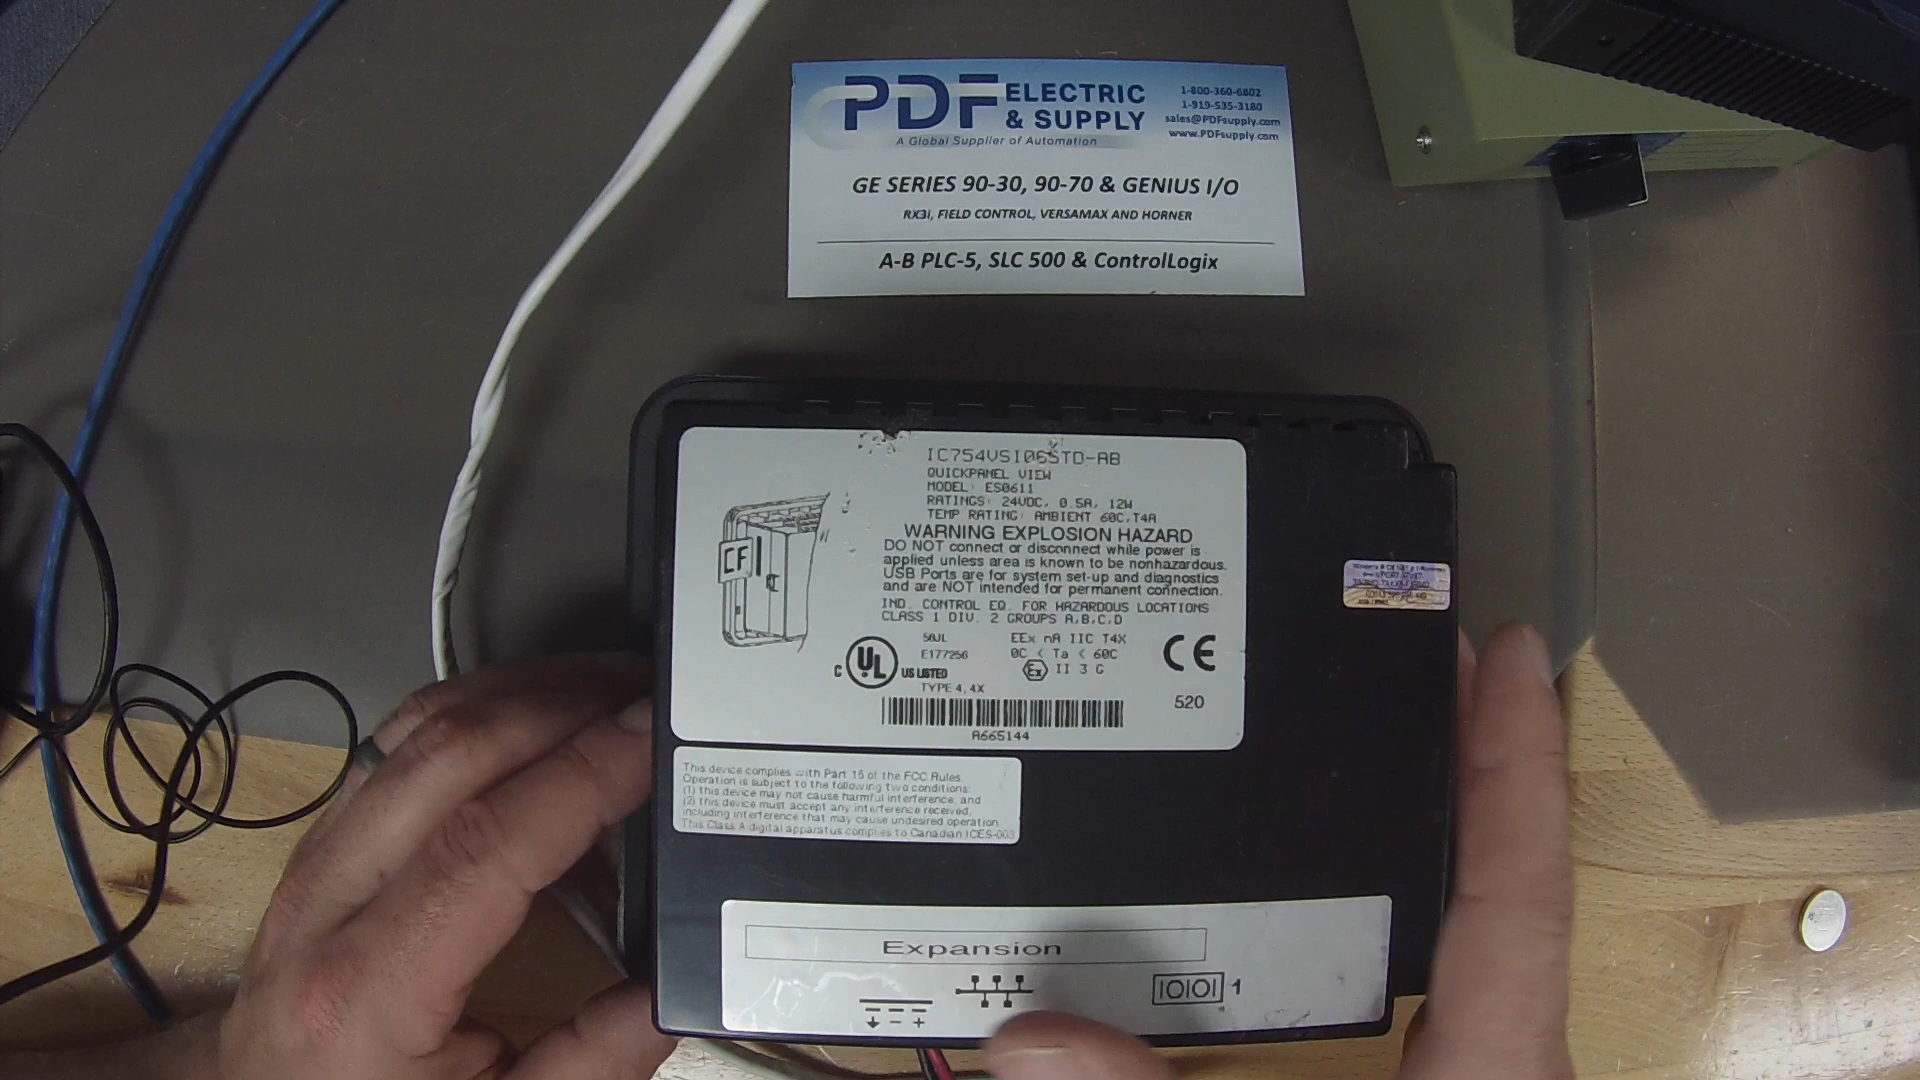 PDF ELECTRIC & SUPPLY
A Global Supplier of Automation
1-800-360-6802
1-919-535-3180
sales@PDFsupply.com
www.PDFsupply.com
GE SERIES 90-30, 90-70 & GENIUS I/O
RX3I, FIELD CONTROL, VERSAMAX AND HORNER
A-B PLC-5, SLC 500 & ControlLogix
IC754VSI06STD-AB
QUICKPANEL VIEW
MODEL: ES0611
RATINGS: 24VDC, 0.5A, 12W
TEMP RATING: AMBIENT 60C,T4A
WARNING EXPLOSION HAZARD
DO NOT connect or disconnect while power is
applied unless area is known to be nonhazardous.
USB Ports are for system set-up and diagnostics
and are NOT intended for permanent connection.
IND. CONTROL EQ. FOR HAZARDOUS LOCATIONS
CLASS 1 DIV. 2 GROUPS A,B,C,D
CF
50JL
E177256
C UL US LISTED
TYPE 4, 4X
EEx nA IIC T4X
0C < Ta < 60C
Ex II 3 G
CE
520
A665144
This device complies with Part 15 of the FCC Rules.
Operation is subject to the following two conditions:
(1) this device may not cause harmful interference, and
(2) this device must accept any interference received,
including interference that may cause undesired operation.
This Class A digital apparatus complies to Canadian ICES-003
Expansion
|O|O| 1